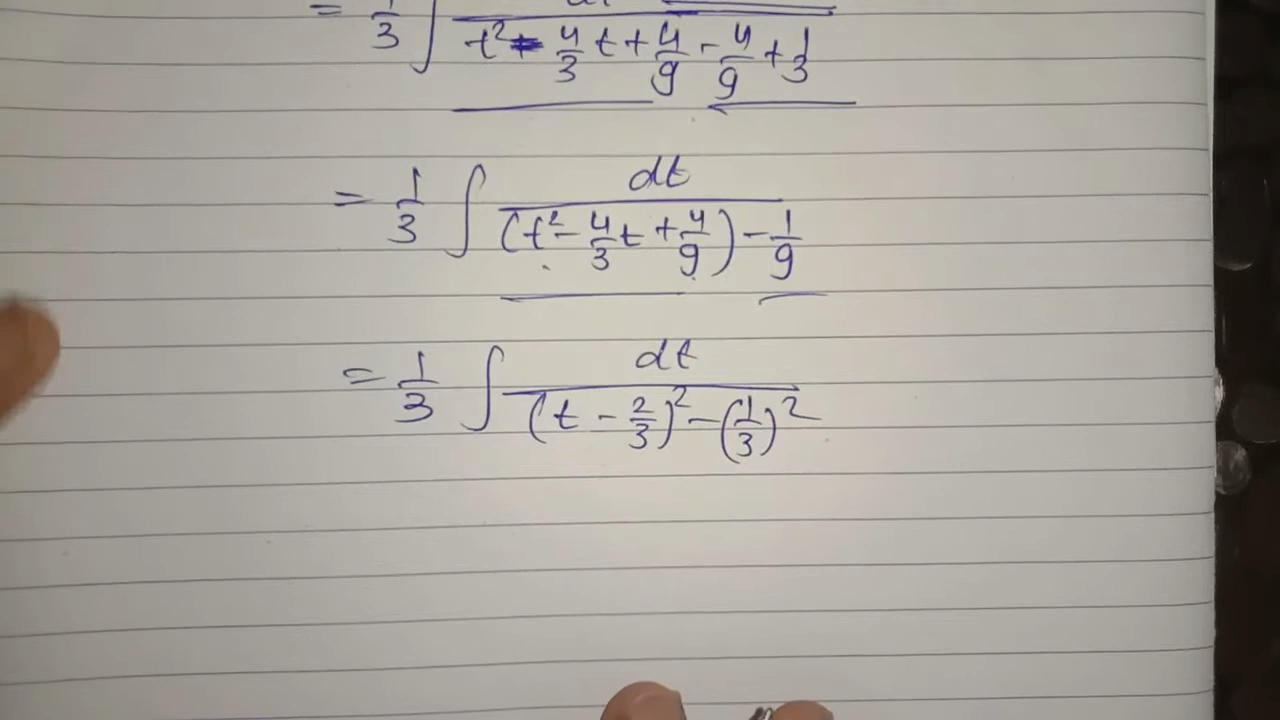 = 1/3 ∫ dt / (t² - 4/3 t + 4/9 - 4/9 + 1/3)
= 1/3 ∫ dt / ((t² - 4/3 t + 4/9) - 1/9)
= 1/3 ∫ dt / ((t - 2/3)² - (1/3)²)